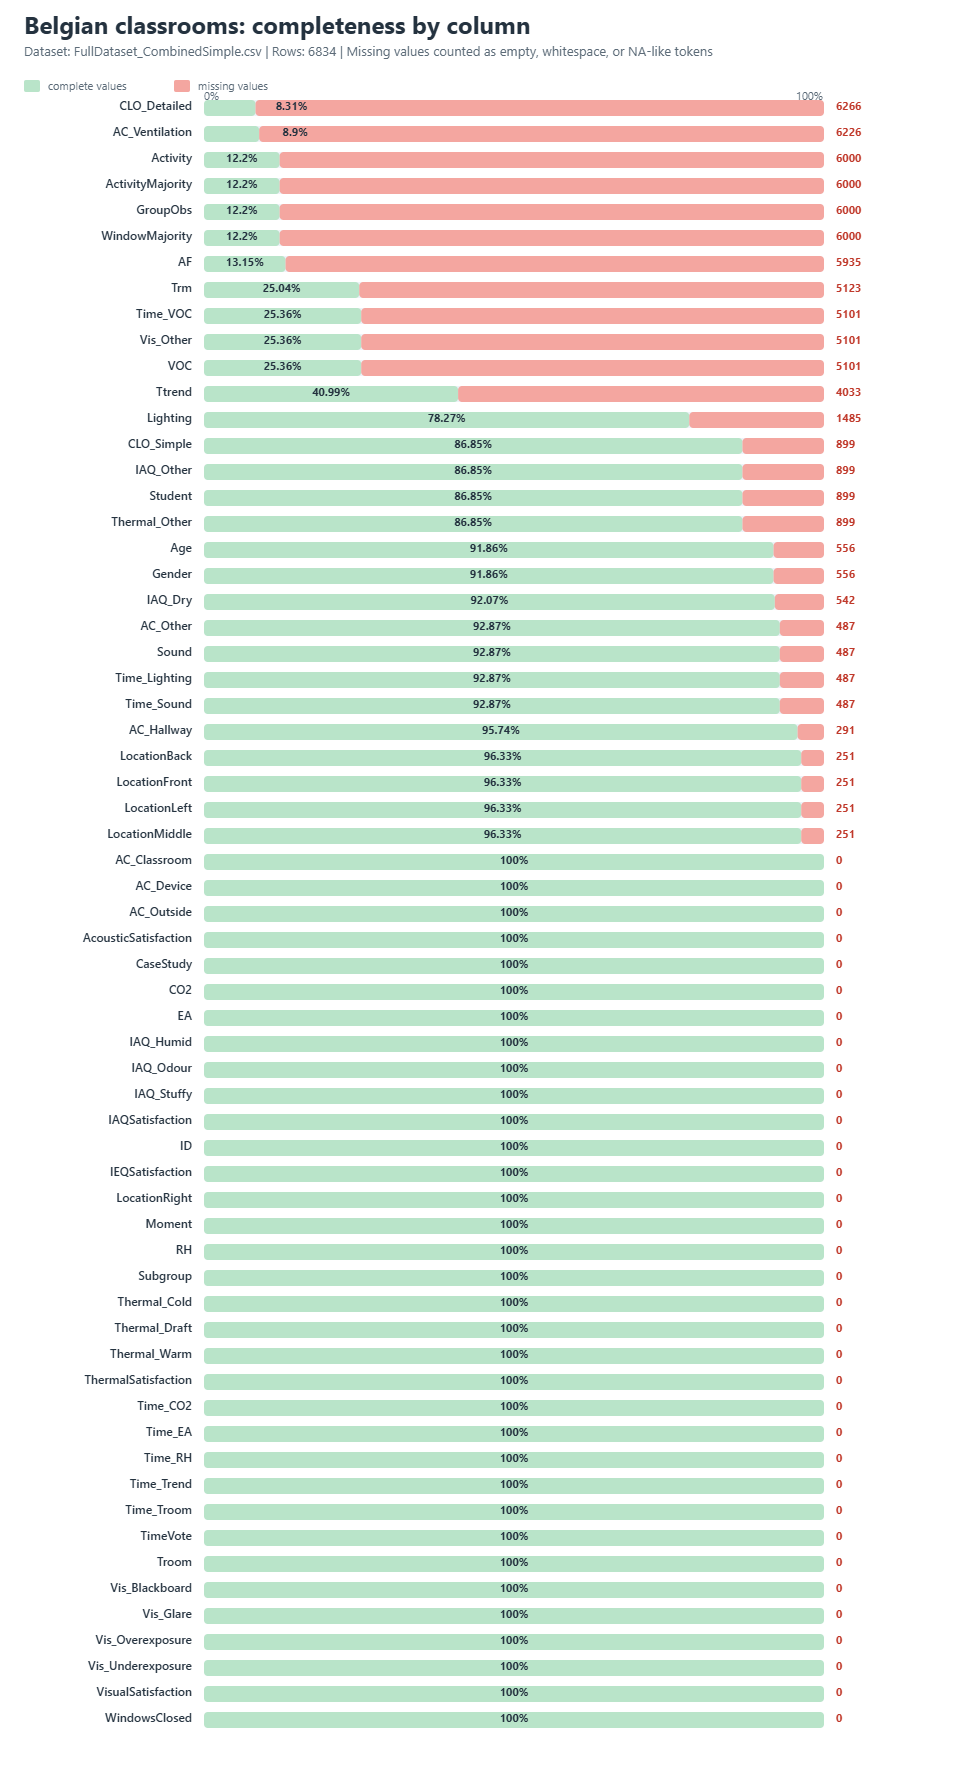 Belgian classrooms: completeness by column
Dataset: FullDataset_CombinedSimple.csv | Rows: 6834 | Missing values counted as empty, whitespace, or NA-like tokens
complete values missing values
0% 100%
CLO_Detailed 8.31% 6266
AC_Ventilation 8.9% 6226
Activity 12.2% 6000
ActivityMajority 12.2% 6000
GroupObs 12.2% 6000
WindowMajority 12.2% 6000
AF 13.15% 5935
Trm 25.04% 5123
Time_VOC 25.36% 5101
Vis_Other 25.36% 5101
VOC 25.36% 5101
Ttrend 40.99% 4033
Lighting 78.27% 1485
CLO_Simple 86.85% 899
IAQ_Other 86.85% 899
Student 86.85% 899
Thermal_Other 86.85% 899
Age 91.86% 556
Gender 91.86% 556
IAQ_Dry 92.07% 542
AC_Other 92.87% 487
Sound 92.87% 487
Time_Lighting 92.87% 487
Time_Sound 92.87% 487
AC_Hallway 95.74% 291
LocationBack 96.33% 251
LocationFront 96.33% 251
LocationLeft 96.33% 251
LocationMiddle 96.33% 251
AC_Classroom 100% 0
AC_Device 100% 0
AC_Outside 100% 0
AcousticSatisfaction 100% 0
CaseStudy 100% 0
CO2 100% 0
EA 100% 0
IAQ_Humid 100% 0
IAQ_Odour 100% 0
IAQ_Stuffy 100% 0
IAQSatisfaction 100% 0
ID 100% 0
IEQSatisfaction 100% 0
LocationRight 100% 0
Moment 100% 0
RH 100% 0
Subgroup 100% 0
Thermal_Cold 100% 0
Thermal_Draft 100% 0
Thermal_Warm 100% 0
ThermalSatisfaction 100% 0
Time_CO2 100% 0
Time_EA 100% 0
Time_RH 100% 0
Time_Trend 100% 0
Time_Troom 100% 0
TimeVote 100% 0
Troom 100% 0
Vis_Blackboard 100% 0
Vis_Glare 100% 0
Vis_Overexposure 100% 0
Vis_Underexposure 100% 0
VisualSatisfaction 100% 0
WindowsClosed 100% 0